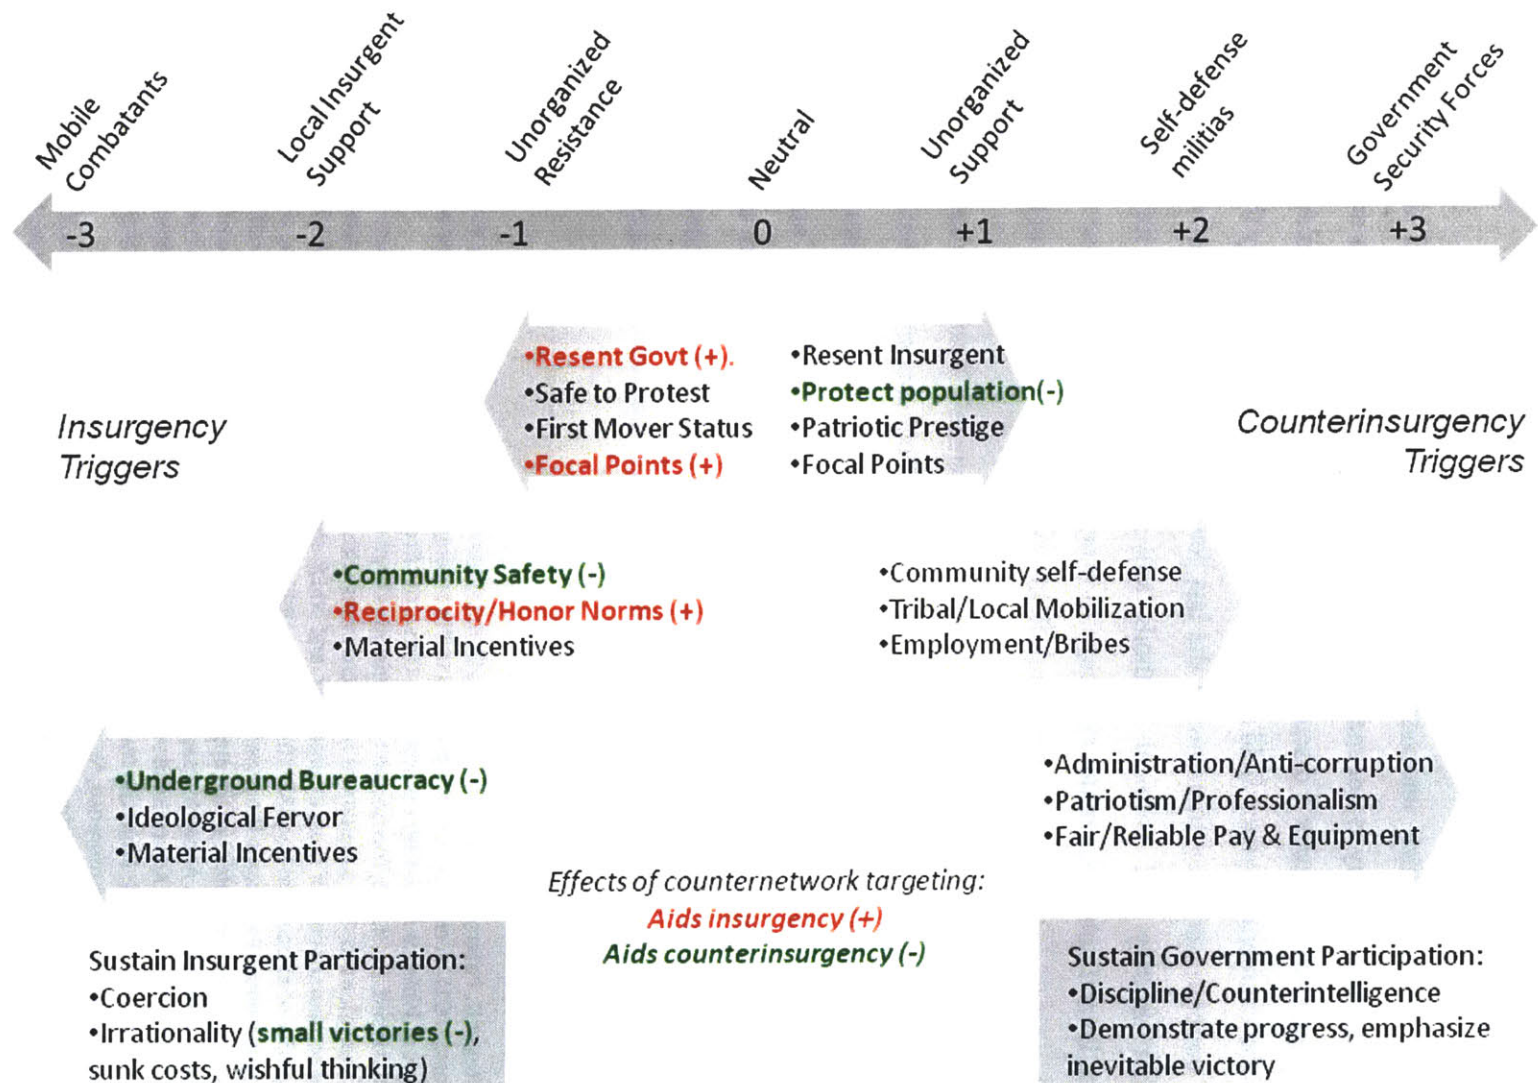 Mobile
Combatants
Local Insurgent
Support
Unorganized
Resistance
Neutral
Unorganized
Support
Self-defense
militias
Government
Security Forces
-3
-2
-1
0
+1
+2
+3
Insurgency
Triggers
•Resent Govt (+).
•Safe to Protest
•First Mover Status
•Focal Points (+)
•Resent Insurgent
•Protect population(-)
•Patriotic Prestige
•Focal Points
Counterinsurgency
Triggers
•Community Safety (-)
•Reciprocity/Honor Norms (+)
•Material Incentives
•Community self-defense
•Tribal/Local Mobilization
•Employment/Bribes
•Underground Bureaucracy (-)
•Ideological Fervor
•Material Incentives
•Administration/Anti-corruption
•Patriotism/Professionalism
•Fair/Reliable Pay & Equipment
Effects of counternetwork targeting:
Aids insurgency (+)
Aids counterinsurgency (-)
Sustain Insurgent Participation:
•Coercion
•Irrationality (small victories (-),
sunk costs, wishful thinking)
Sustain Government Participation:
•Discipline/Counterintelligence
•Demonstrate progress, emphasize
inevitable victory